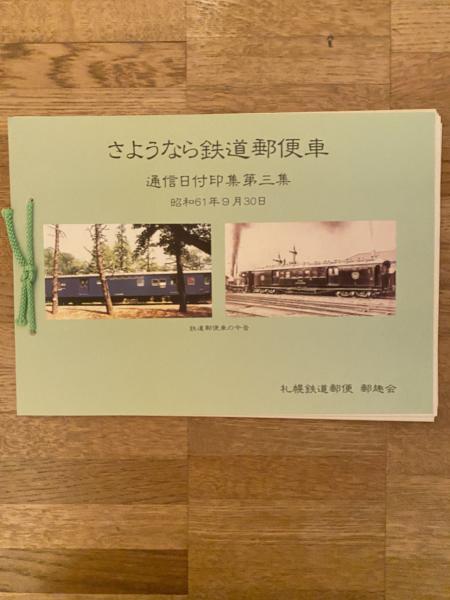 さようなら鉄道郵便車
通信日付印集第三集
昭和61年9月30日
鉄道郵便車の今昔
札幌鉄道郵便 郵趣会